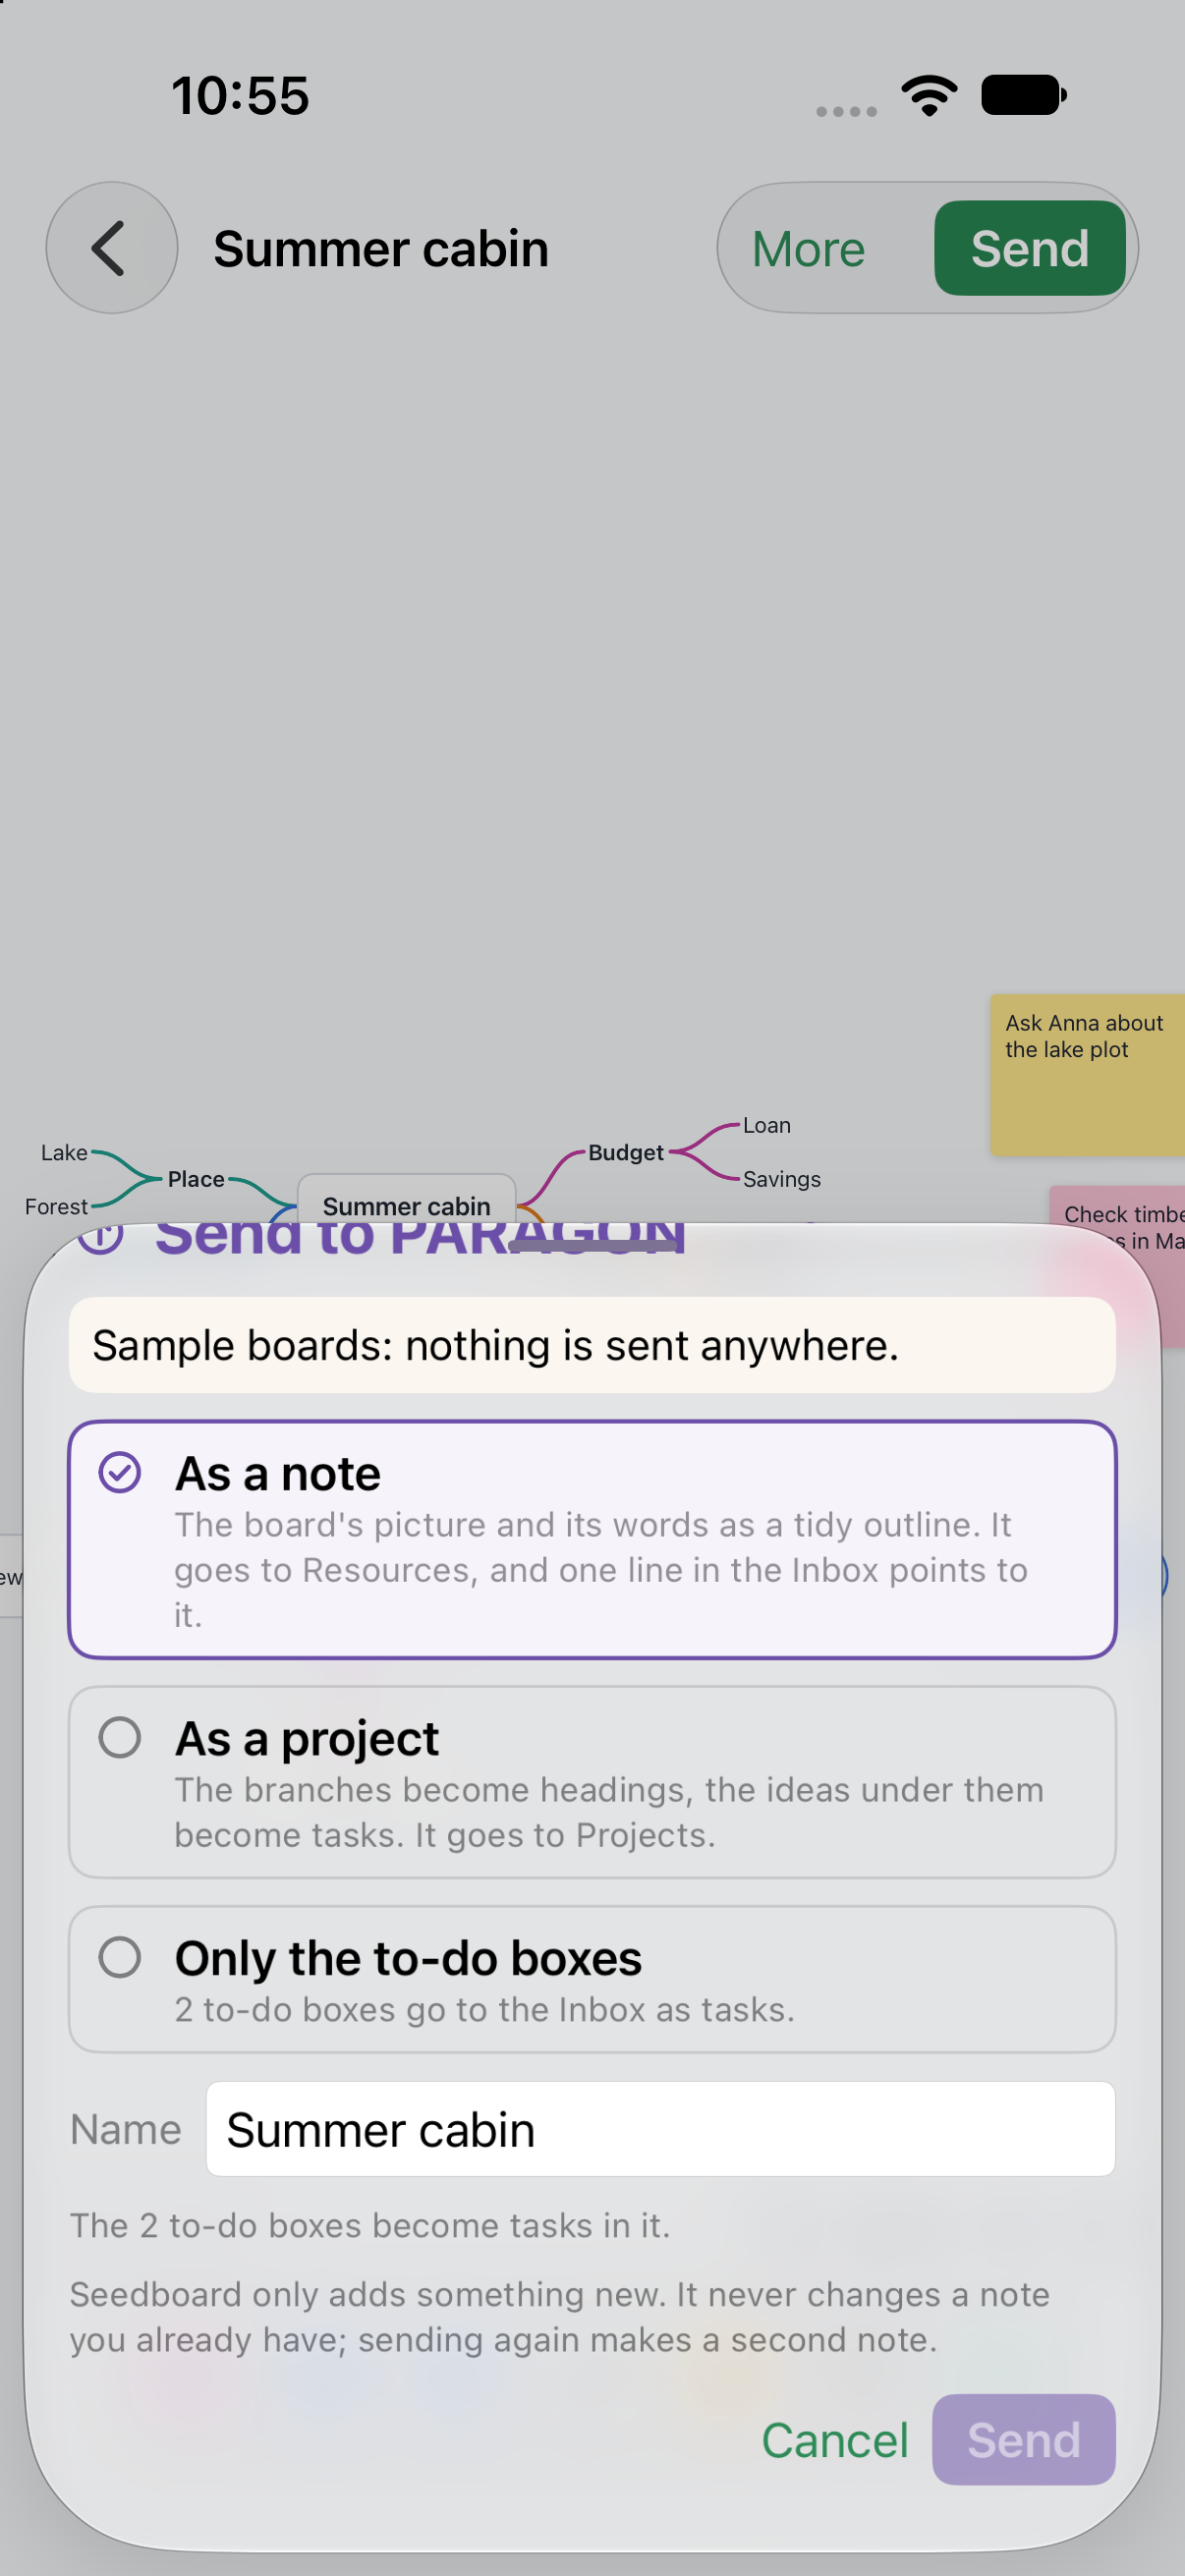 10:55
Summer cabin
More
Send
Ask Anna about
the lake plot
Loan
Lake
Budget
Place
Savings
Forest
Summer cabin
Check timbe
s in Ma
Send to PARAGON
Sample boards: nothing is sent anywhere.
As a note
The board's picture and its words as a tidy outline. It
goes to Resources, and one line in the Inbox points to
it.
ew
As a project
The branches become headings, the ideas under them
become tasks. It goes to Projects.
Only the to-do boxes
2 to-do boxes go to the Inbox as tasks.
Name
Summer cabin
The 2 to-do boxes become tasks in it.
Seedboard only adds something new. It never changes a note
you already have; sending again makes a second note.
Cancel
Send